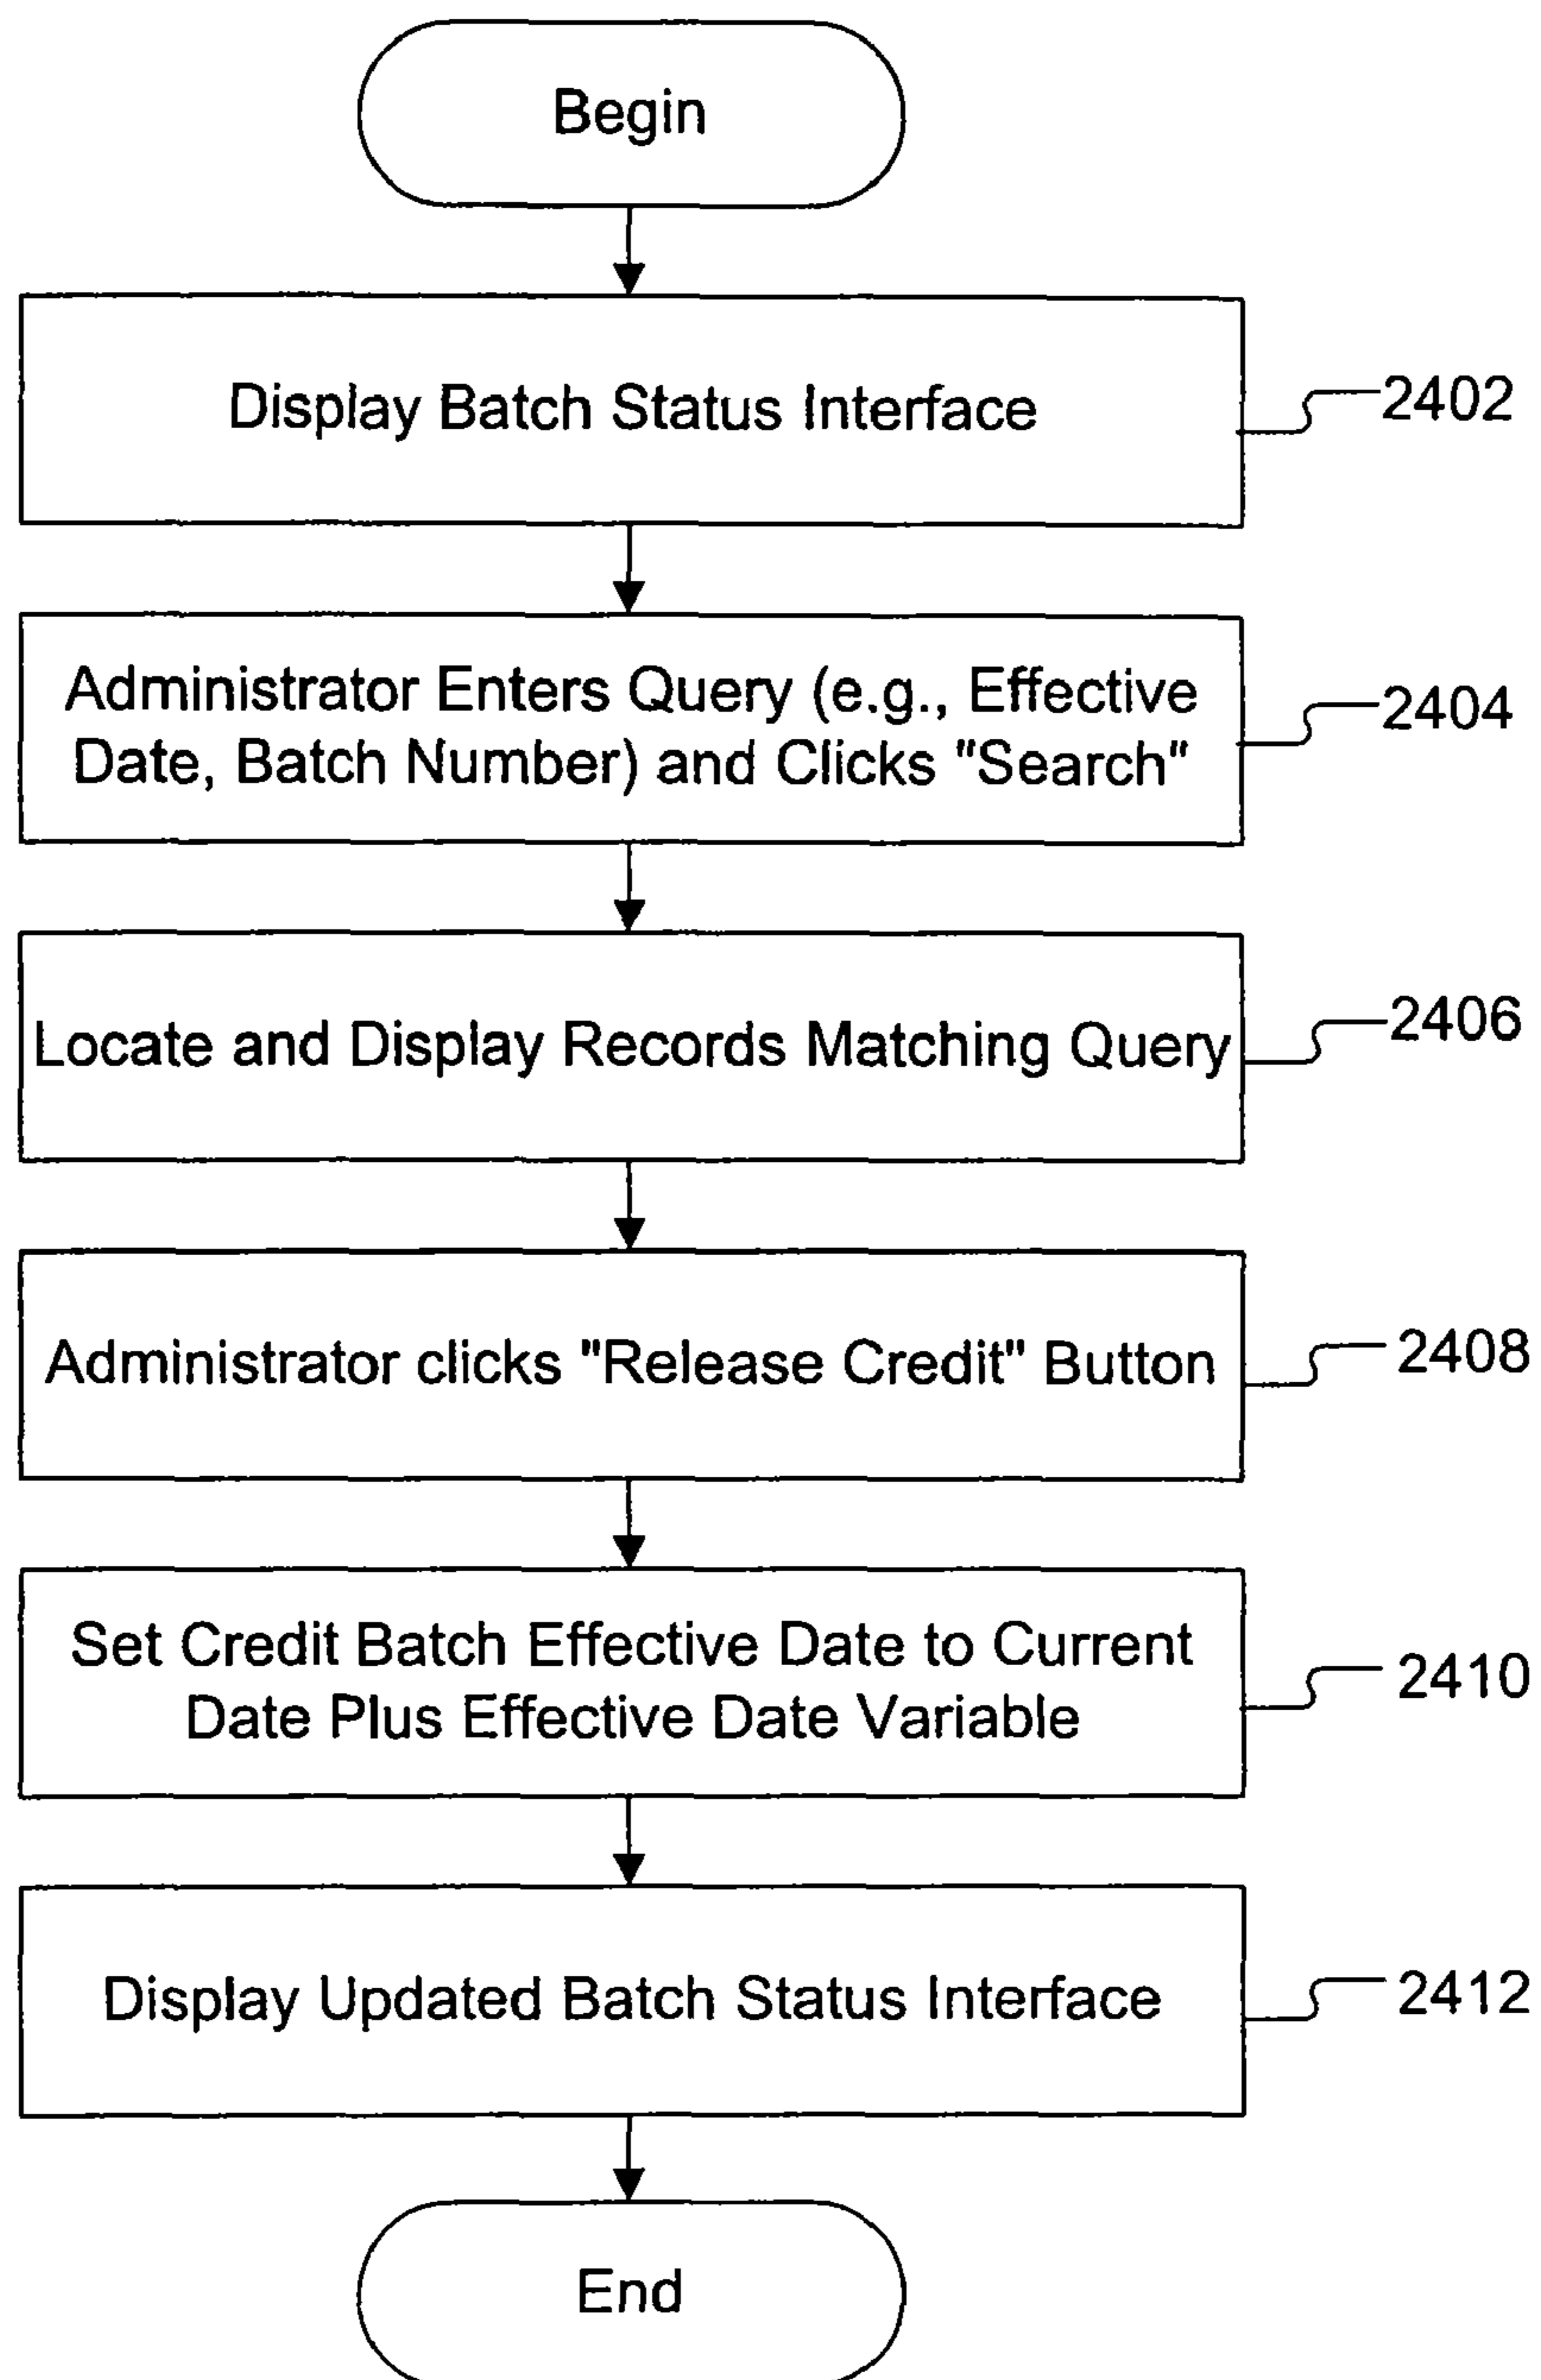 Begin
Display Batch Status Interface
2402
Administrator Enters Query (e.g., Effective
Date, Batch Number) and Clicks "Search"
2404
Locate and Display Records Matching Query
2406
Administrator clicks "Release Credit" Button
2408
Set Credit Batch Effective Date to Current
Date Plus Effective Date Variable
2410
Display Updated Batch Status Interface
2412
End